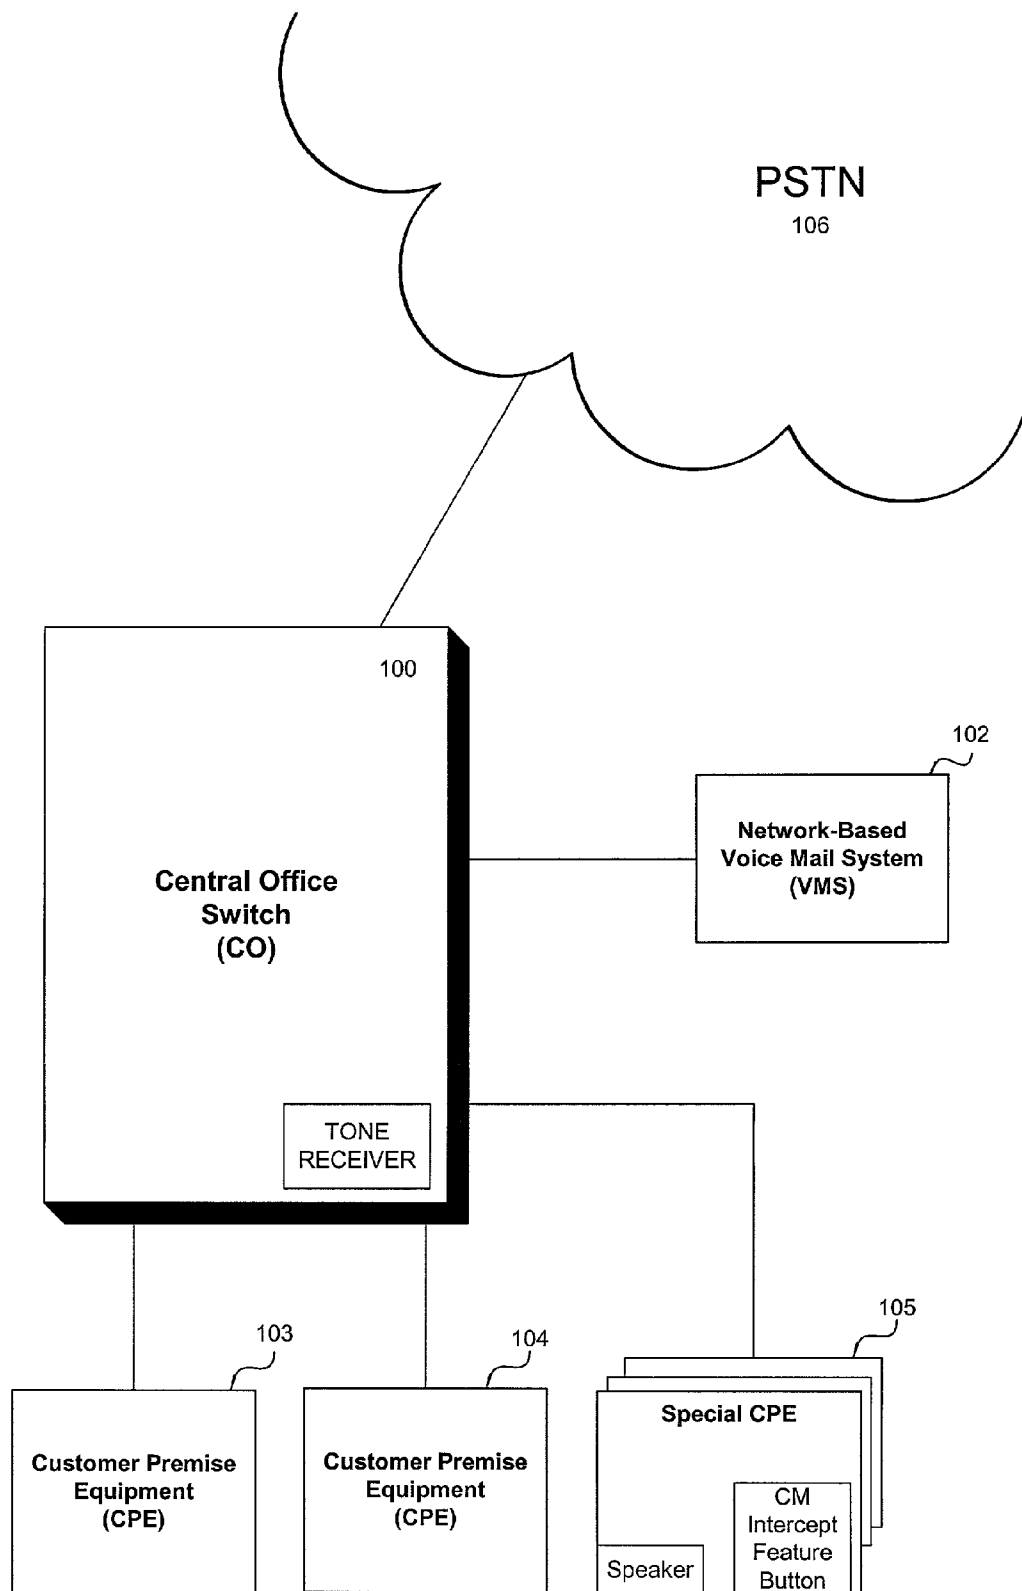 PSTN
106
100
Central Office
Switch
(CO)
102
Network-Based
Voice Mail System
(VMS)
TONE
RECEIVER
103
Customer Premise
Equipment
(CPE)
104
Customer Premise
Equipment
(CPE)
105
Special CPE
CM
Intercept
Feature
Button
Speaker